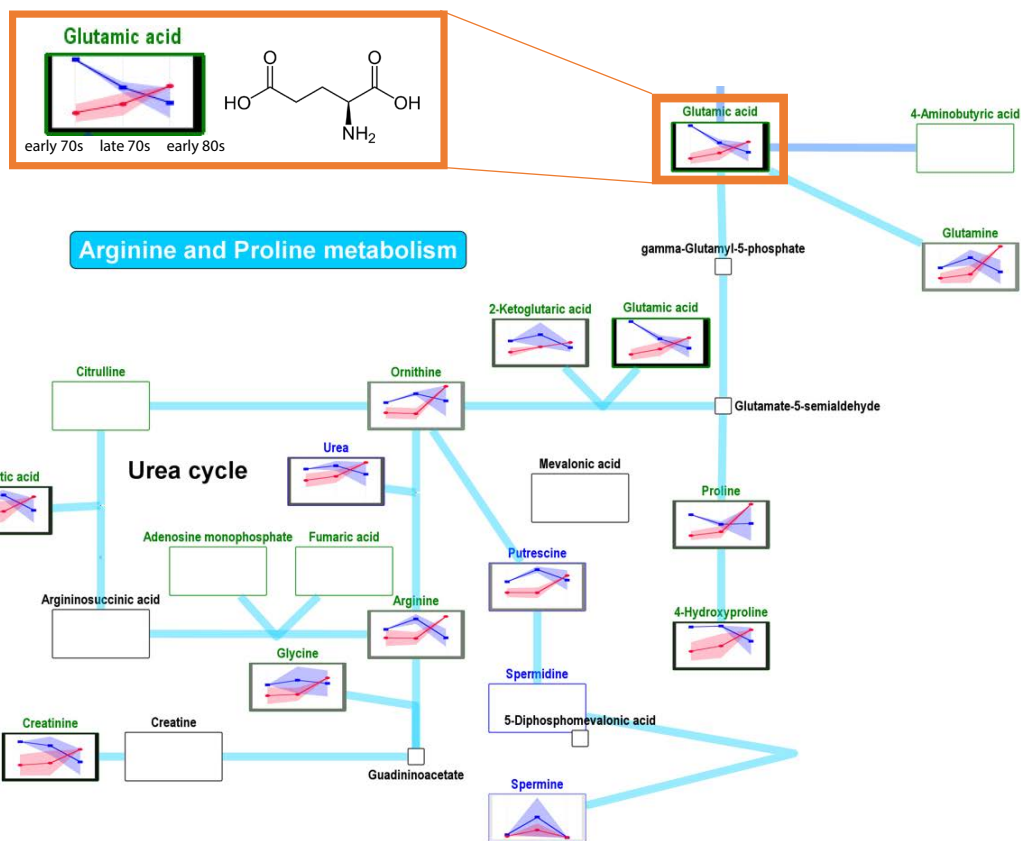 Glutamic acid
O
O
HO
OH
NH2
early 70s late 70s early 80s
Glutamic acid
4-Aminobutyric acid
Glutamine
Arginine and Proline metabolism
gamma-Glutamyl-5-phosphate
2-Ketoglutaric acid
Glutamic acid
Citrulline
Ornithine
Glutamate-5-semialdehyde
Urea cycle
Urea
Mevalonic acid
tic acid
Proline
Adenosine monophosphate
Fumaric acid
Putrescine
Argininosuccinic acid
Arginine
4-Hydroxyproline
Glycine
Spermidine
5-Diphosphomevalonic acid
Creatinine
Creatine
Guadininoacetate
Spermine